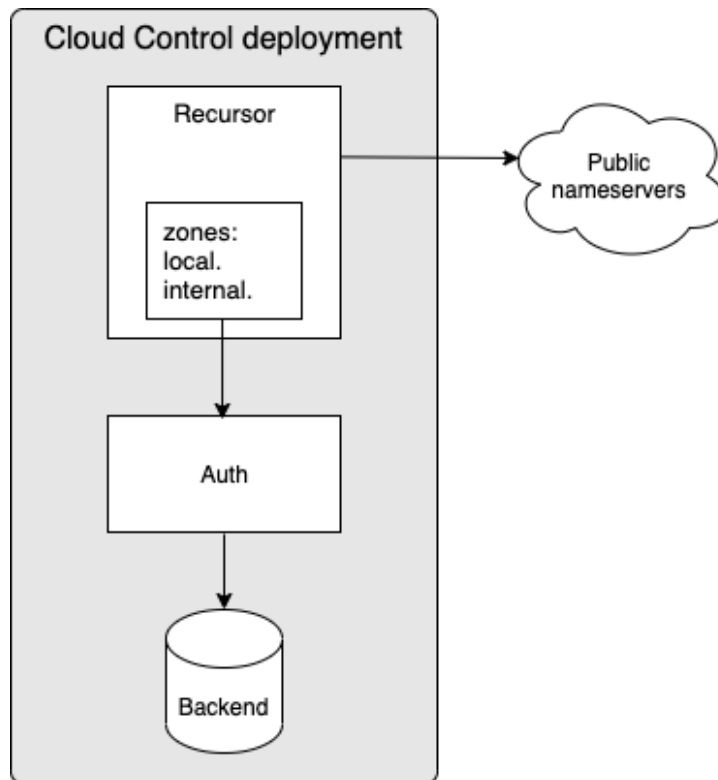 Cloud Control deployment
Recursor
Public
nameservers
zones:
local.
internal.
Auth
Backend